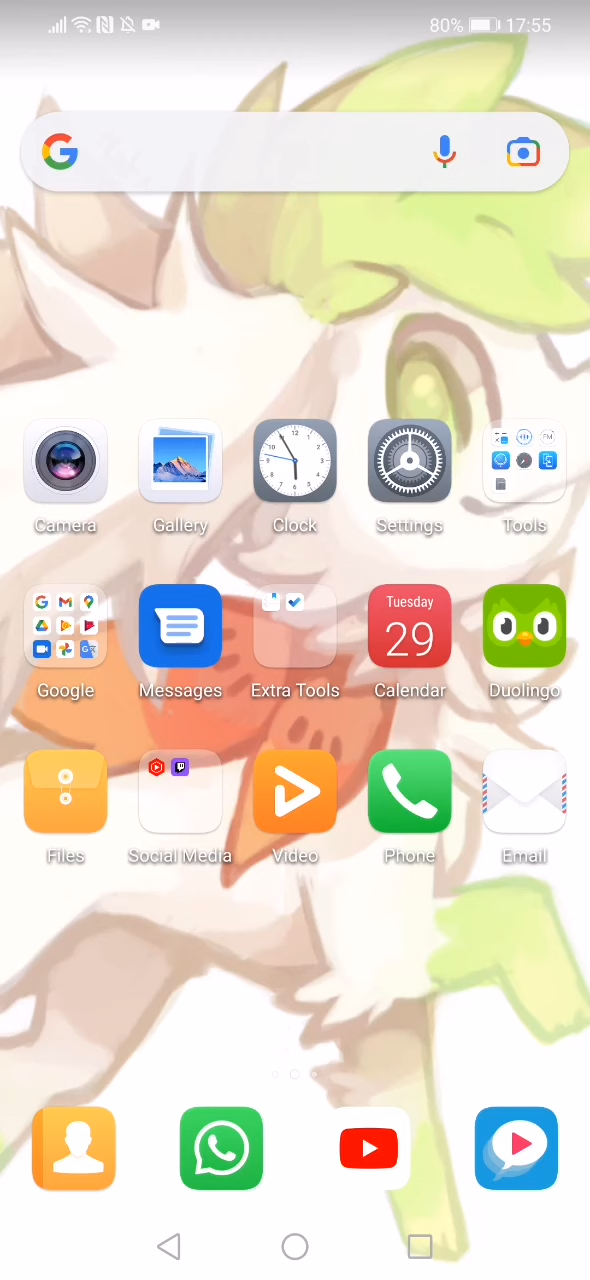 80% 17:55
Camera
Gallery
Clock
Settings
Tools
Google
Messages
Extra Tools
Tuesday
29
Calendar
Duolingo
Files
Social Media
Video
Phone
Email